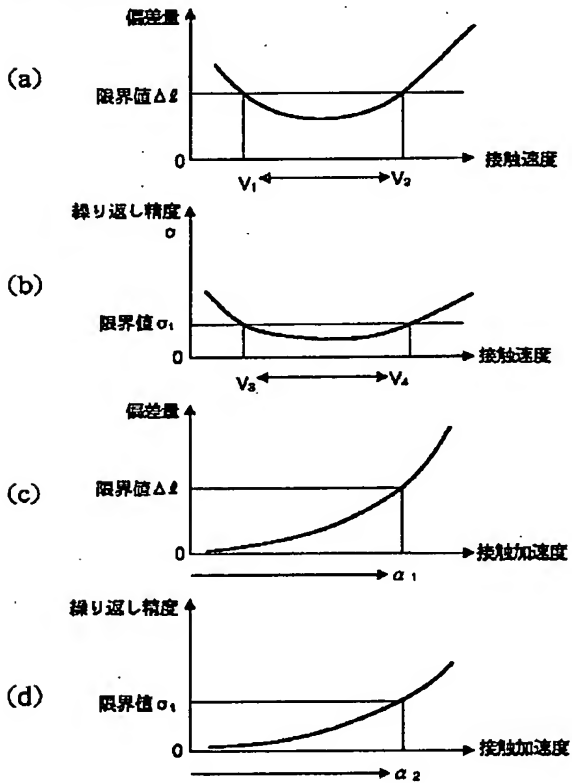 (a)
偏差量
限界値Δℓ
0
接触速度
V₁ V₂
(b)
繰り返し精度
σ
限界値σ₁
0
接触速度
V₃ V₄
(c)
偏差量
限界値Δℓ
0
接触加速度
α₁
(d)
繰り返し精度
限界値σ₁
0
接触加速度
α₂